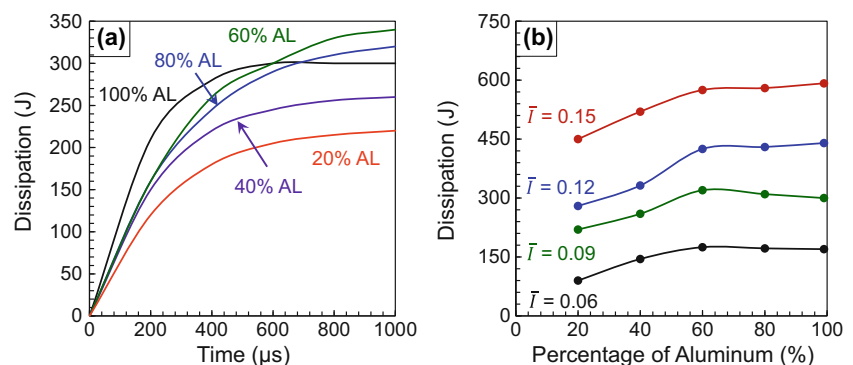 (a)
Dissipation (J)
350
300
250
200
150
100
50
0
60% AL
80% AL
100% AL
20% AL
40% AL
0 200 400 600 800 1000
Time (µs)
(b)
Dissipation (J)
750
600
450
300
150
0
Ī = 0.15
Ī = 0.12
Ī = 0.09
Ī = 0.06
0 20 40 60 80 100
Percentage of Aluminum (%)